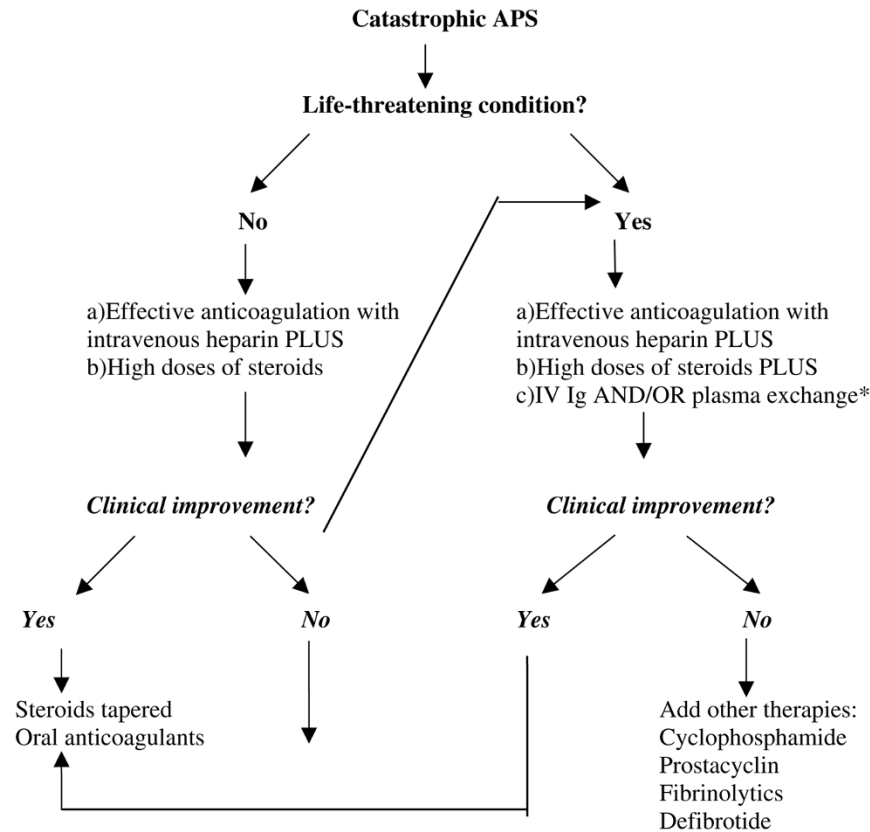 Catastrophic APS
Life-threatening condition?
No
Yes
a)Effective anticoagulation with
intravenous heparin PLUS
b)High doses of steroids
a)Effective anticoagulation with
intravenous heparin PLUS
b)High doses of steroids PLUS
c)IV Ig AND/OR plasma exchange*
Clinical improvement?
Clinical improvement?
Yes
No
Yes
No
Steroids tapered
Oral anticoagulants
Add other therapies:
Cyclophosphamide
Prostacyclin
Fibrinolytics
Defibrotide